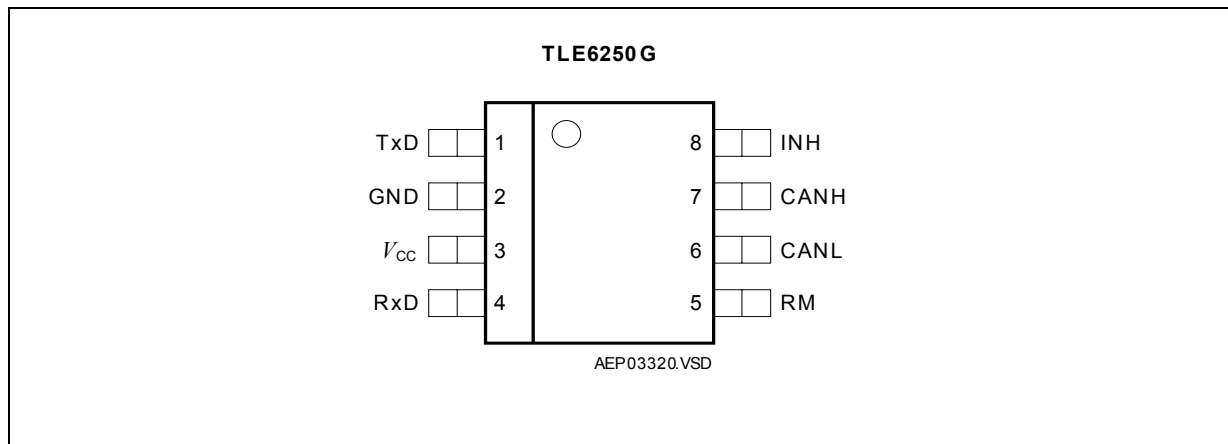 TLE6250G
TxD 1 8 INH
GND 2 7 CANH
VCC 3 6 CANL
RxD 4 5 RM
AEP03320.VSD